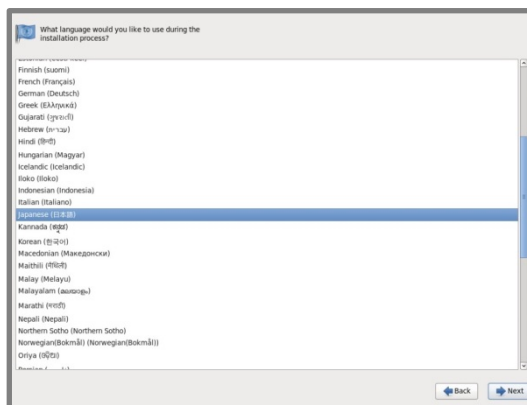 What language would you like to use during the
installation process?
Finnish (suomi)
French (Français)
German (Deutsch)
Greek (Ελληνικά)
Gujarati (ગુજરાતી)
Hebrew (עברית)
Hindi (हिन्दी)
Hungarian (Magyar)
Icelandic (Icelandic)
Iloko (Iloko)
Indonesian (Indonesia)
Italian (Italiano)
Japanese (日本語)
Kannada
Korean (한국어)
Macedonian (Македонски)
Maithili (मैथिली)
Malay (Melayu)
Malayalam (മലയാളം)
Marathi (मराठी)
Nepali (Nepali)
Northern Sotho (Northern Sotho)
Norwegian(Bokmål) (Norwegian(Bokmål))
Oriya
Back
Next